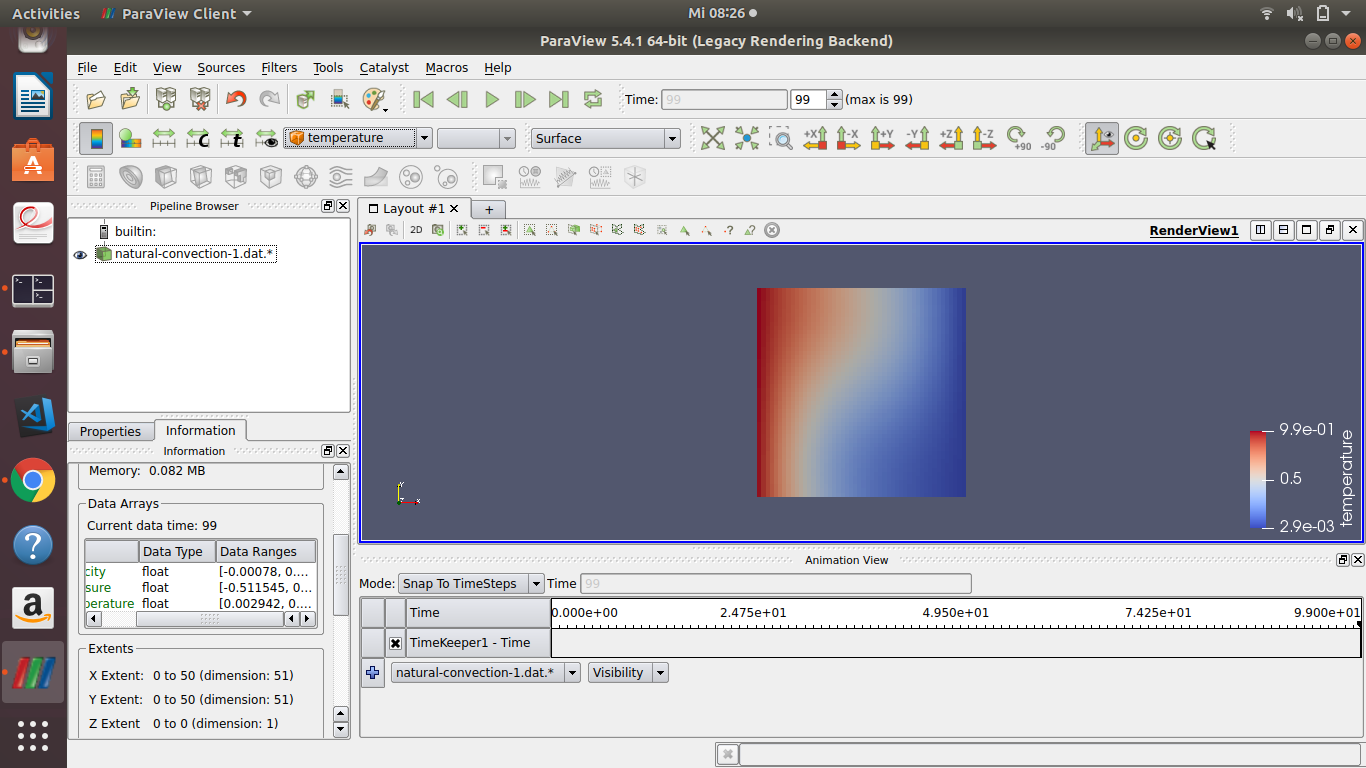 Activities ParaView Client Mi 08:26
ParaView 5.4.1 64-bit (Legacy Rendering Backend)
File Edit View Sources Filters Tools Catalyst Macros Help
Time: 99 99 (max is 99)
temperature Surface +X -X +Y -Y +Z -Z +90 -90
Pipeline Browser
Layout #1
builtin:
2D RenderView1
natural-convection-1.dat.*
Properties Information
Information
Memory: 0.082 MB
Data Arrays
Current data time: 99
Data Type Data Ranges
city float [-0.00078, 0....
sure float [-0.511545, 0....
perature float [0.002942, 0....
Extents
X Extent: 0 to 50 (dimension: 51)
Y Extent: 0 to 50 (dimension: 51)
Z Extent 0 to 0 (dimension: 1)
Y
Z X
9.9e-01
0.5
2.9e-03
temperature
Animation View
Mode: Snap To TimeSteps Time 99
Time 0.000e+00 2.475e+01 4.950e+01 7.425e+01 9.900e+01
TimeKeeper1 - Time
natural-convection-1.dat.* Visibility